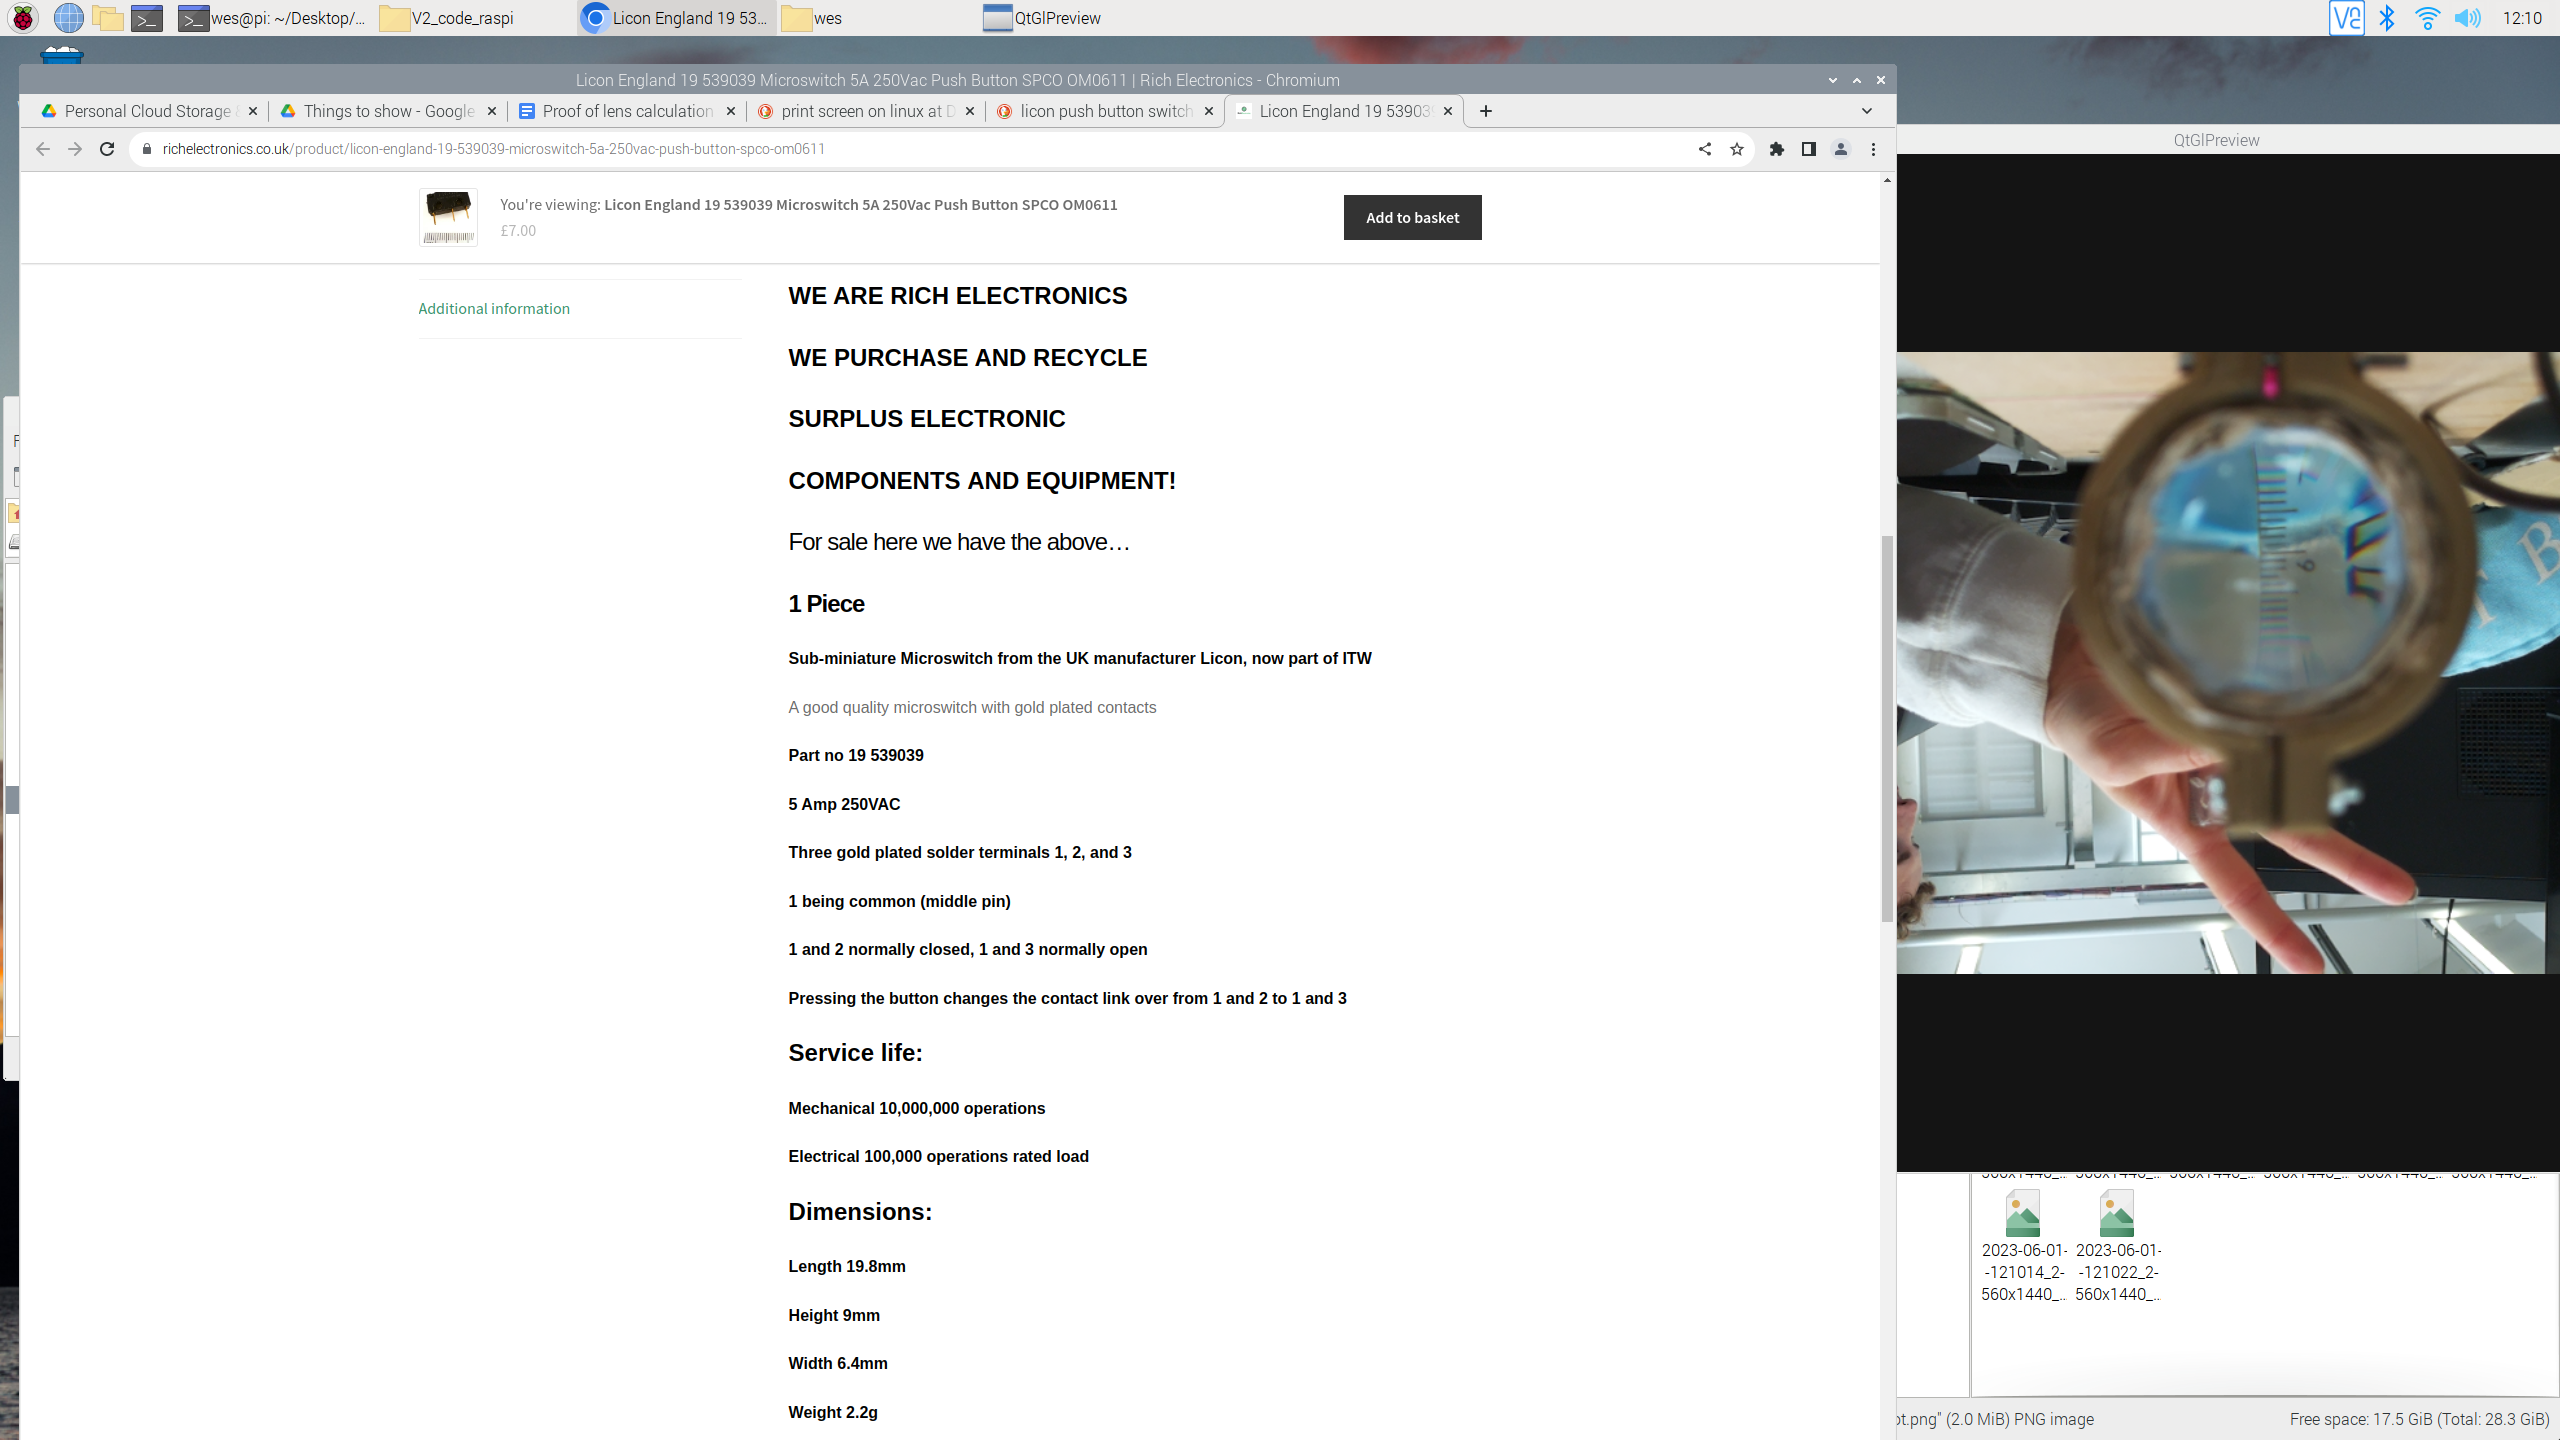 wes@pi: ~/Desktop/...
V2_code_raspi
Licon England 19 53...
wes
QtGlPreview
12:10
Licon England 19 539039 Microswitch 5A 250Vac Push Button SPCO OM0611 | Rich Electronics - Chromium
Personal Cloud Storage &
Things to show - Google
Proof of lens calculation
print screen on linux at D
licon push button switch
Licon England 19 539039
richelectronics.co.uk/product/licon-england-19-539039-microswitch-5a-250vac-push-button-spco-om0611
QtGlPreview
You're viewing: Licon England 19 539039 Microswitch 5A 250Vac Push Button SPCO OM0611
£7.00
Add to basket
Additional information
WE ARE RICH ELECTRONICS
WE PURCHASE AND RECYCLE
SURPLUS ELECTRONIC
COMPONENTS AND EQUIPMENT!
For sale here we have the above…
1 Piece
Sub-miniature Microswitch from the UK manufacturer Licon, now part of ITW
A good quality microswitch with gold plated contacts
Part no 19 539039
5 Amp 250VAC
Three gold plated solder terminals 1, 2, and 3
1 being common (middle pin)
1 and 2 normally closed, 1 and 3 normally open
Pressing the button changes the contact link over from 1 and 2 to 1 and 3
Service life:
Mechanical 10,000,000 operations
Electrical 100,000 operations rated load
Dimensions:
Length 19.8mm
Height 9mm
Width 6.4mm
Weight 2.2g
2023-06-01-
-121014_2-
560x1440_...
2023-06-01-
-121022_2-
560x1440_...
ot.png" (2.0 MiB) PNG image
Free space: 17.5 GiB (Total: 28.3 GiB)